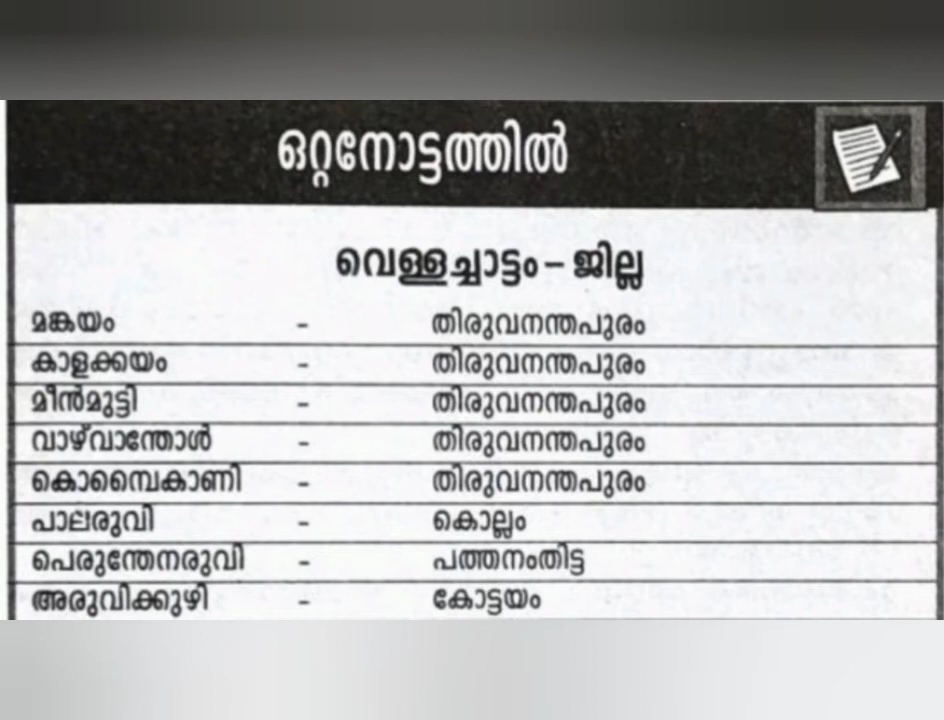 ഒറ്റനോട്ടത്തിൽ
വെള്ളച്ചാട്ടം – ജില്ല
മങ്കയം - തിരുവനന്തപുരം
കാളക്കയം - തിരുവനന്തപുരം
മീൻമുട്ടി - തിരുവനന്തപുരം
വാഴ്‌വാന്തോൾ - തിരുവനന്തപുരം
കൊമ്പൈകാണി - തിരുവനന്തപുരം
പാലരുവി - കൊല്ലം
പെരുന്തേനരുവി - പത്തനംതിട്ട
അരുവിക്കുഴി - കോട്ടയം